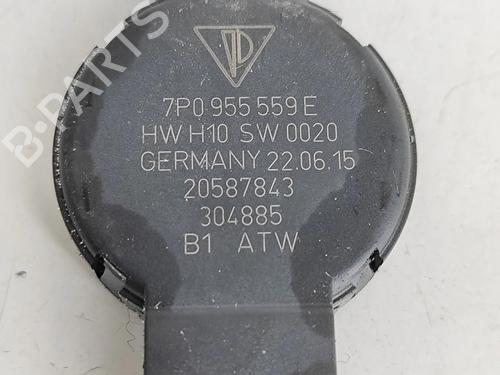 7P0 955 559 E
HW H10 SW 0020
GERMANY 22.06.15
20587843
304885
B1 ATW
B-PARTS